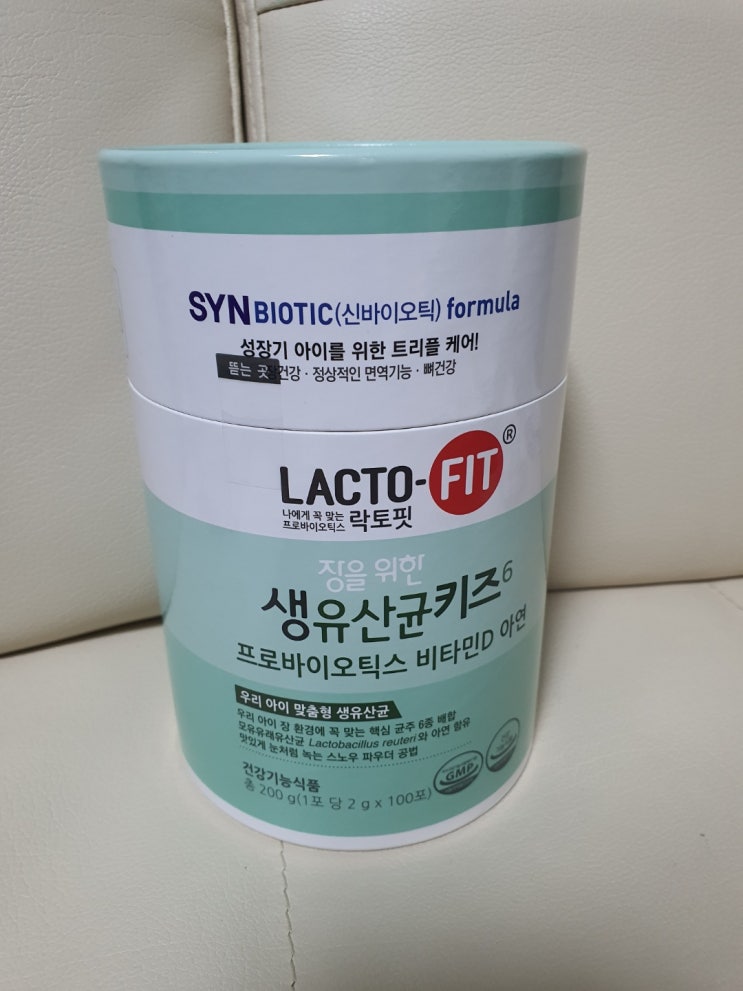 SYNBIOTIC(신바이오틱) formula
성장기 아이를 위한 트리플 케어!
뜯는 곳
건강 · 정상적인 면역기능 · 뼈건강
LACTO-FIT®
나에게 꼭 맞는
프로바이오틱스 락토핏
장을 위한
생유산균키즈6
프로바이오틱스 비타민D 아연
우리 아이 맞춤형 생유산균
우리 아이 장 환경에 꼭 맞는 핵심 균주 6종 배합
모유유래유산균 Lactobacillus reuteri와 아연 함유
맛있게 눈처럼 녹는 스노우 파우더 공법
건강기능식품
총 200 g(1포 당 2 g x 100포)
GMP